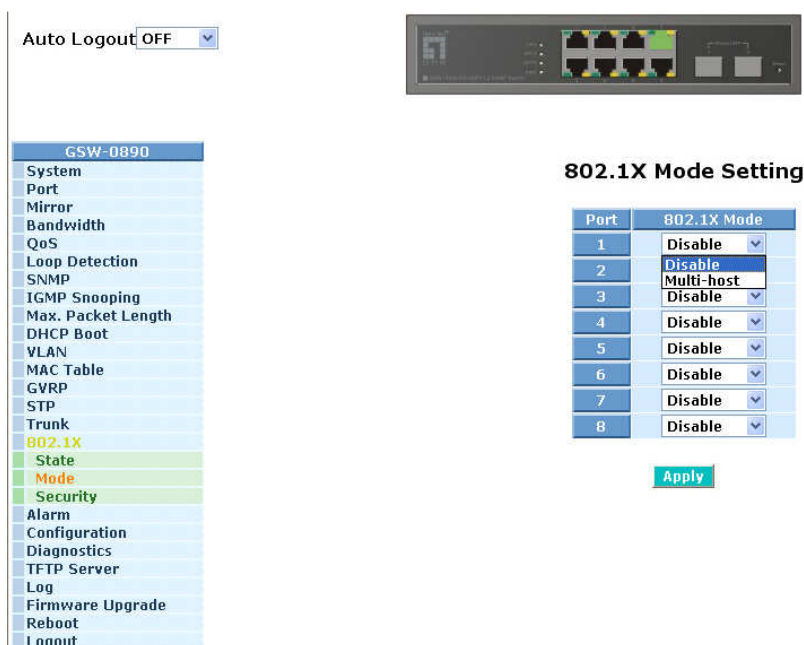 Auto Logout OFF
GSW-0890
System
Port
Mirror
Bandwidth
QoS
Loop Detection
SNMP
IGMP Snooping
Max. Packet Length
DHCP Boot
VLAN
MAC Table
GVRP
STP
Trunk
802.1X
State
Mode
Security
Alarm
Configuration
Diagnostics
TFTP Server
Log
Firmware Upgrade
Reboot
Logout
802.1X Mode Setting
Port 802.1X Mode
1 Disable
Disable
2
Multi-host
3 Disable
4 Disable
5 Disable
6 Disable
7 Disable
8 Disable
Apply